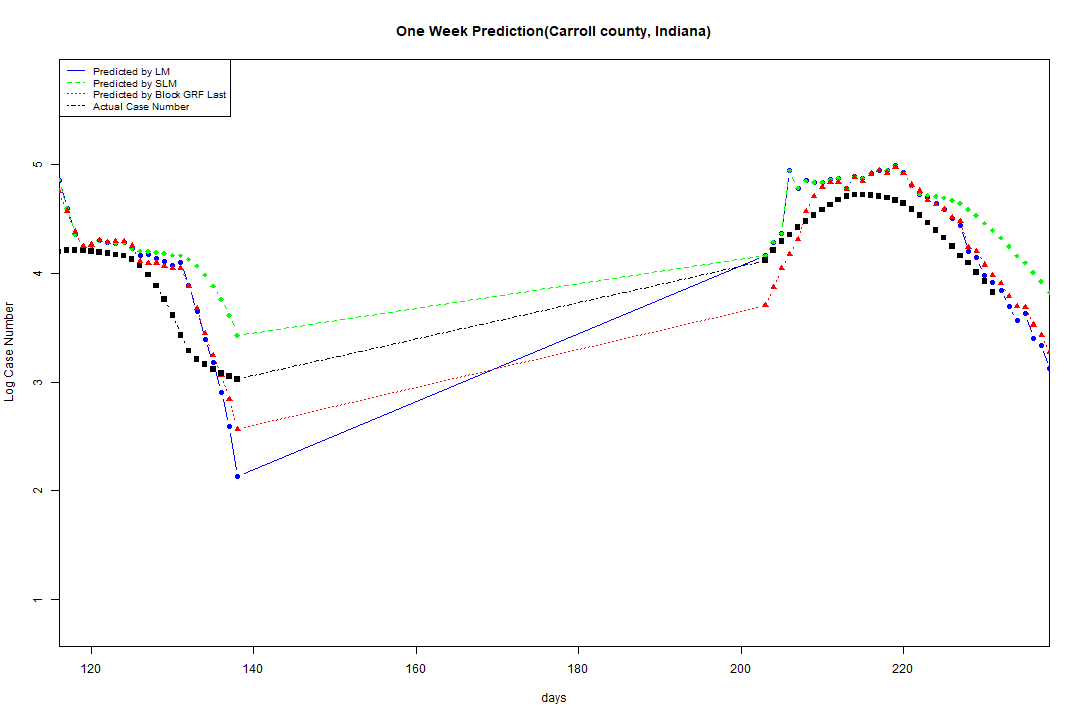 One Week Prediction(Carroll county, Indiana)
Predicted by LM
Predicted by SLM
Predicted by Block GRF Last
Actual Case Number
5
4
3
2
1
Log Case Number
120 140 160 180 200 220
days